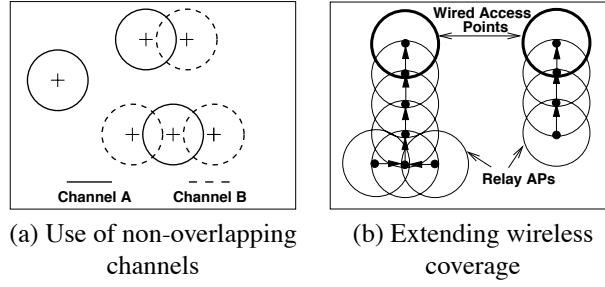 Channel A
Channel B
(a) Use of non-overlapping
channels
Wired Access
Points
Relay APs
(b) Extending wireless
coverage